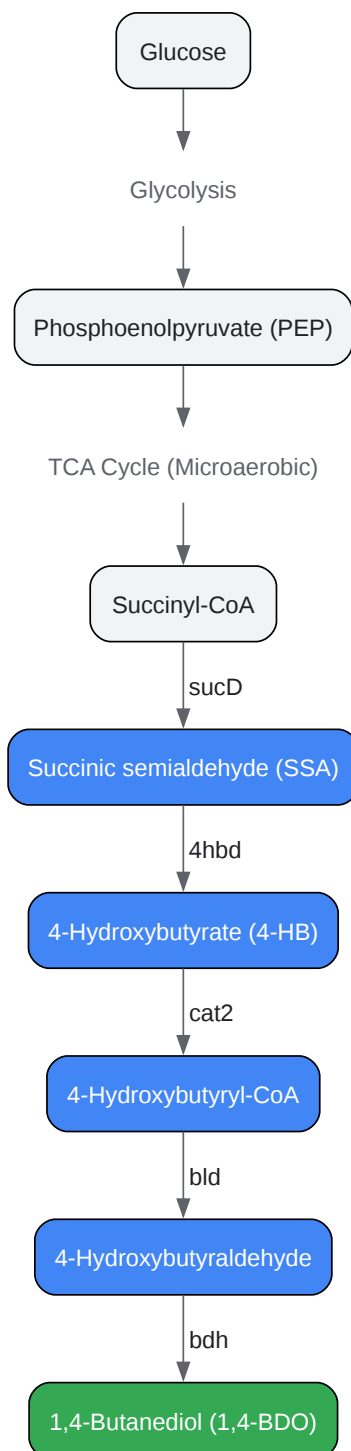 Glucose
Glycolysis
Phosphoenolpyruvate (PEP)
TCA Cycle (Microaerobic)
Succinyl-CoA
sucD
Succinic semialdehyde (SSA)
4hbd
4-Hydroxybutyrate (4-HB)
cat2
4-Hydroxybutyryl-CoA
bld
4-Hydroxybutyraldehyde
bdh
1,4-Butanediol (1,4-BDO)